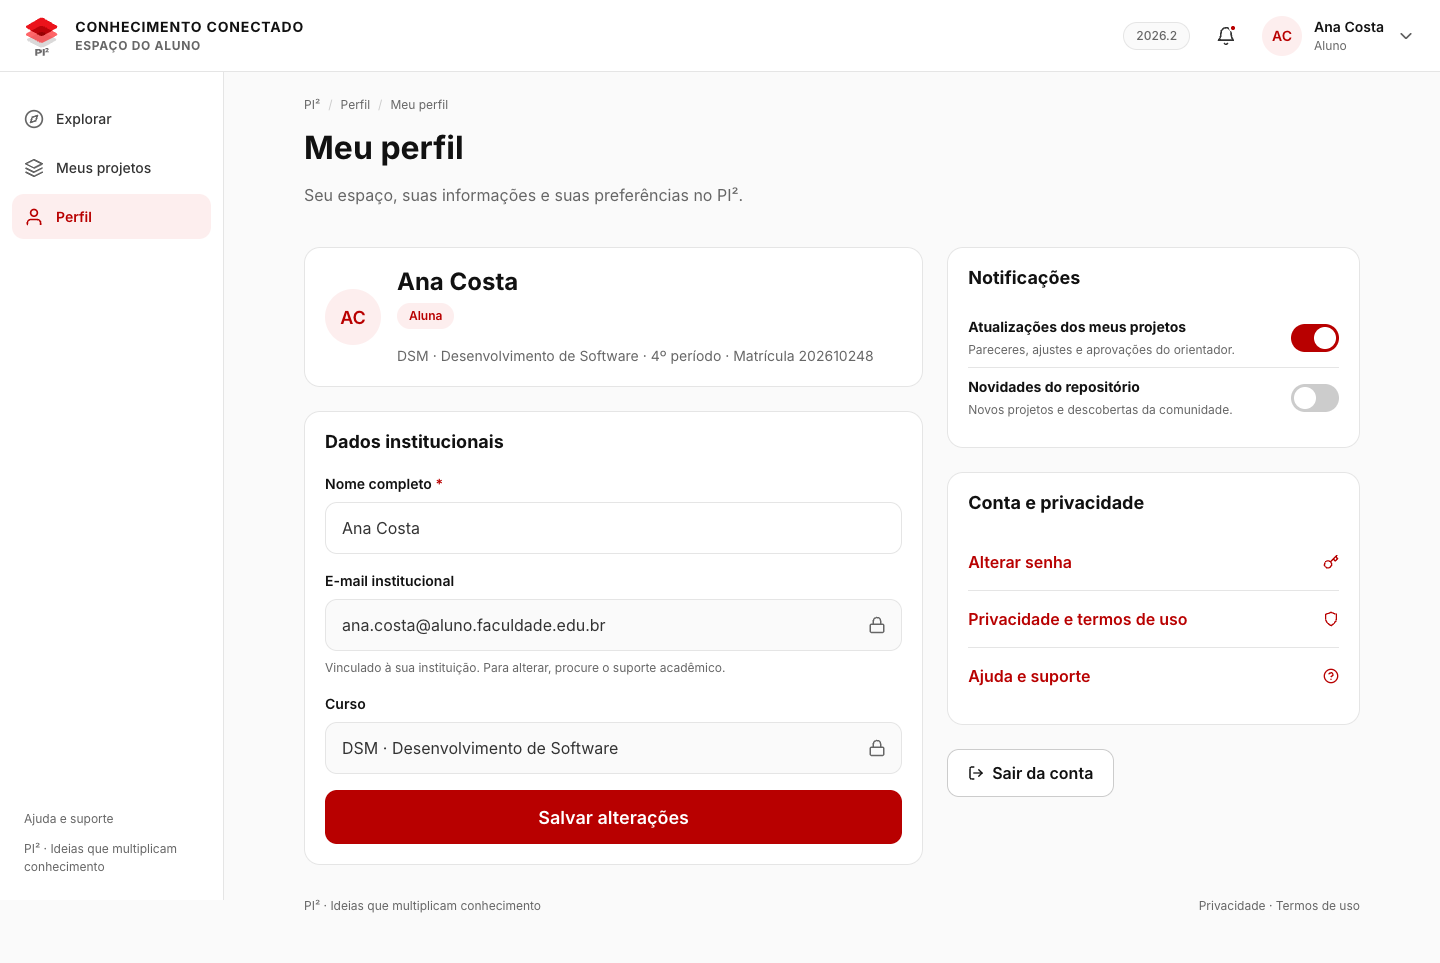 CONHECIMENTO CONECTADO
ESPAÇO DO ALUNO
PI²
2026.2
AC
Ana Costa
Aluno
Explorar
Meus projetos
Perfil
Ajuda e suporte
PI² · Ideias que multiplicam
conhecimento
PI² / Perfil / Meu perfil
Meu perfil
Seu espaço, suas informações e suas preferências no PI².
AC
Ana Costa
Aluna
DSM · Desenvolvimento de Software · 4º período · Matrícula 202610248
Dados institucionais
Nome completo *
Ana Costa
E-mail institucional
ana.costa@aluno.faculdade.edu.br
Vinculado à sua instituição. Para alterar, procure o suporte acadêmico.
Curso
DSM · Desenvolvimento de Software
Salvar alterações
Notificações
Atualizações dos meus projetos
Pareceres, ajustes e aprovações do orientador.
Novidades do repositório
Novos projetos e descobertas da comunidade.
Conta e privacidade
Alterar senha
Privacidade e termos de uso
Ajuda e suporte
Sair da conta
PI² · Ideias que multiplicam conhecimento
Privacidade · Termos de uso